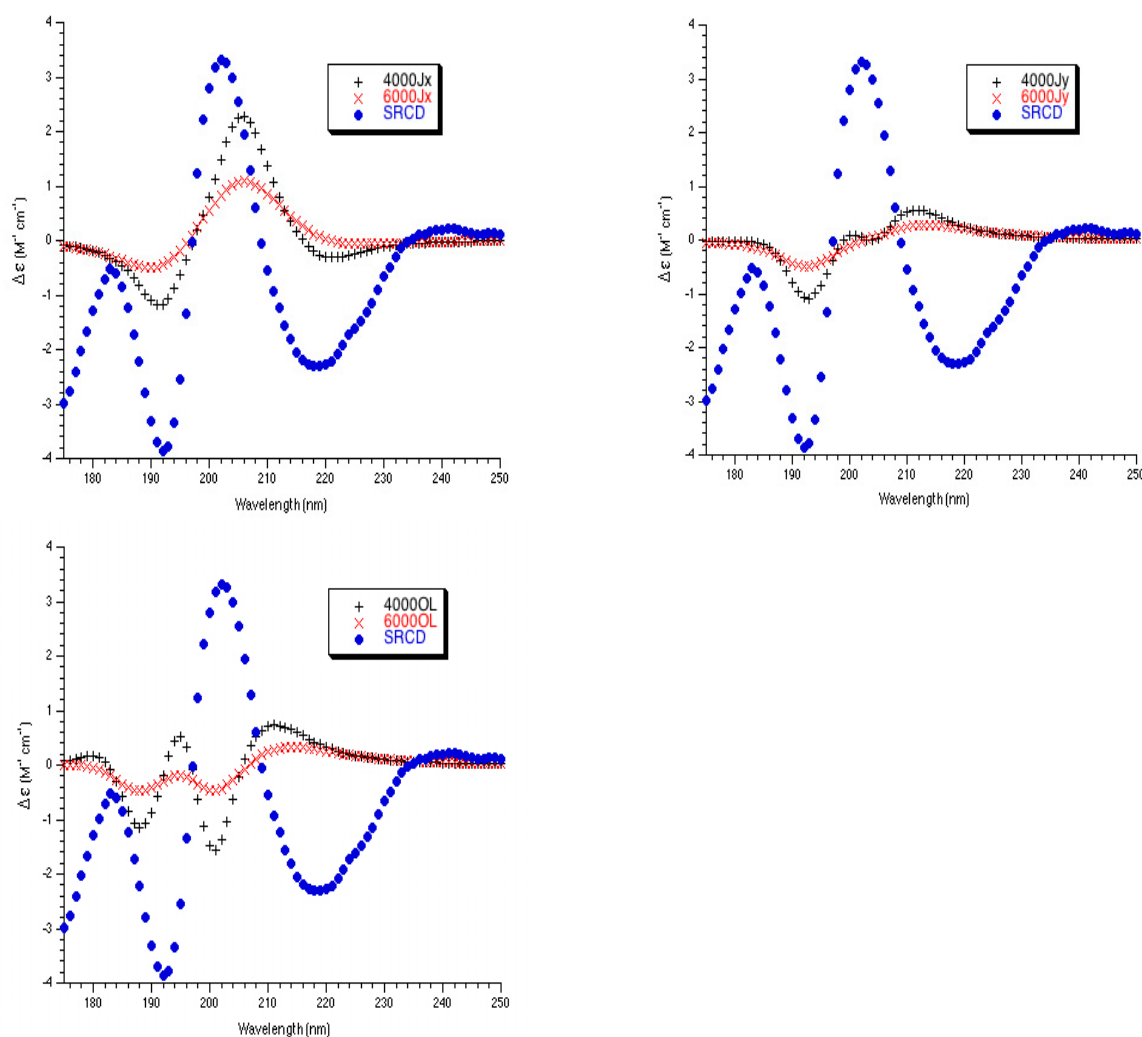 4
3
2
1
0
-1
-2
-3
-4
Δ ε (M⁻¹ cm⁻¹)
+ 4000Jx
× 6000Jx
● SRCD
180 190 200 210 220 230 240 250
Wavelength (nm)
4
3
2
1
0
-1
-2
-3
-4
Δ ε (M⁻¹ cm⁻¹)
+ 4000Jy
× 6000Jy
● SRCD
180 190 200 210 220 230 240 250
Wavelength (nm)
4
3
2
1
0
-1
-2
-3
-4
Δ ε (M⁻¹ cm⁻¹)
+ 4000OL
× 6000OL
● SRCD
180 190 200 210 220 230 240 250
Wavelength (nm)